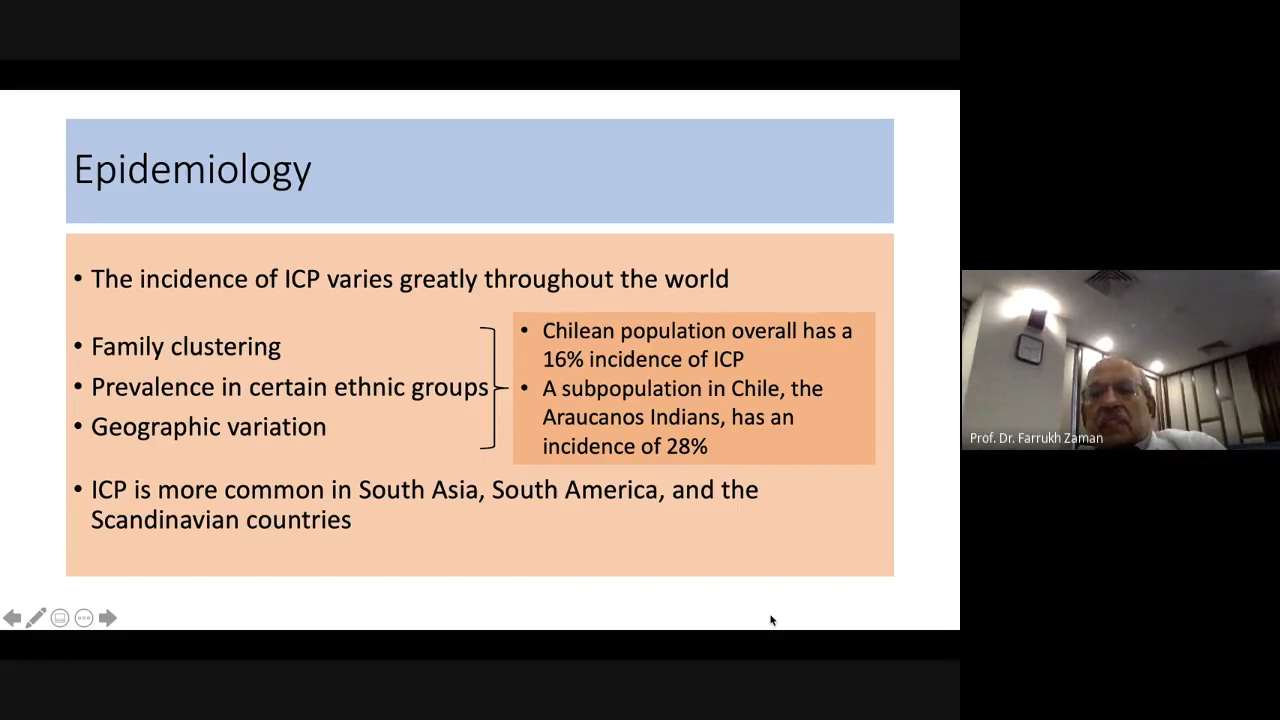 Epidemiology
• The incidence of ICP varies greatly throughout the world
• Family clustering
• Prevalence in certain ethnic groups
• Geographic variation
• Chilean population overall has a
16% incidence of ICP
• A subpopulation in Chile, the
Araucanos Indians, has an
incidence of 28%
• ICP is more common in South Asia, South America, and the
Scandinavian countries
Prof. Dr. Farrukh Zaman